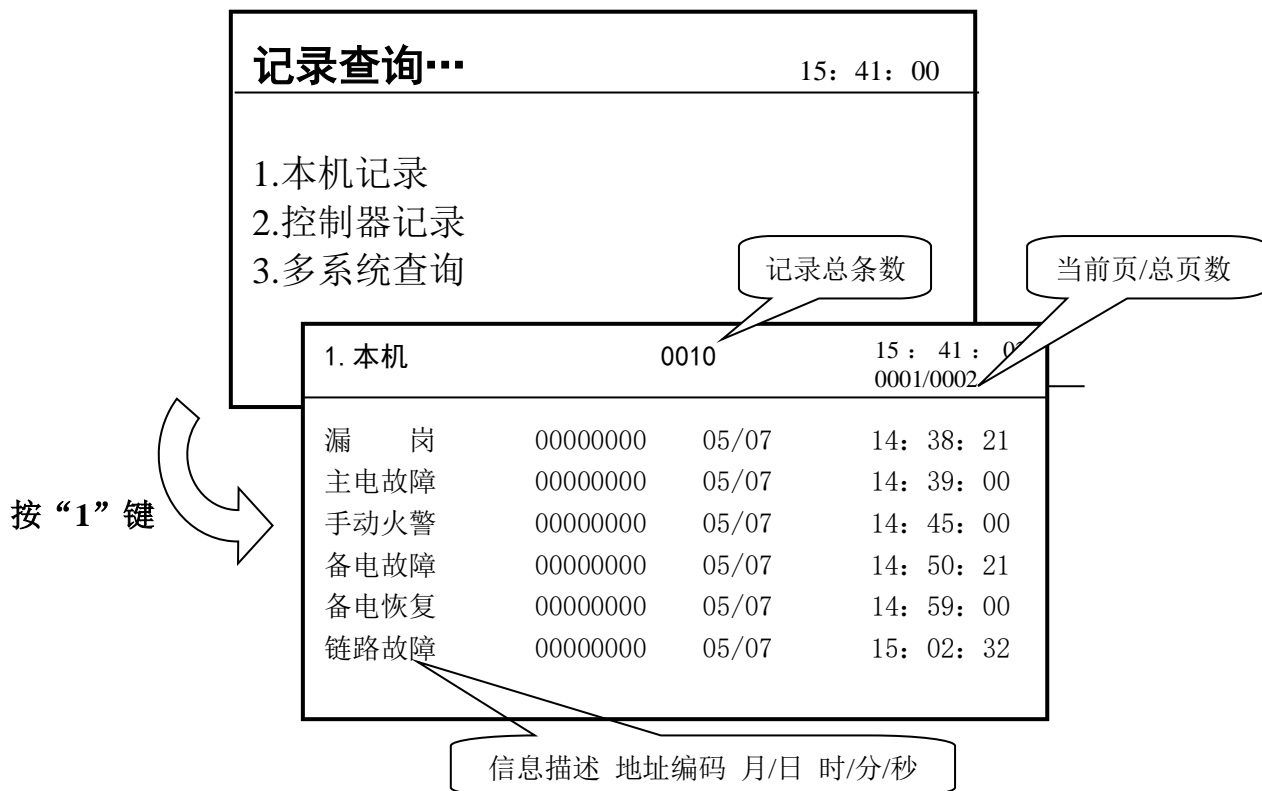 记录查询… 15：41：00
1.本机记录
2.控制器记录
3.多系统查询
记录总条数
当前页/总页数
1.本机 0010 15：41：
0001/0002
漏 岗 00000000 05/07 14：38：21
主电故障 00000000 05/07 14：39：00
手动火警 00000000 05/07 14：45：00
备电故障 00000000 05/07 14：50：21
备电恢复 00000000 05/07 14：59：00
链路故障 00000000 05/07 15：02：32
按“1”键
信息描述 地址编码 月/日 时/分/秒